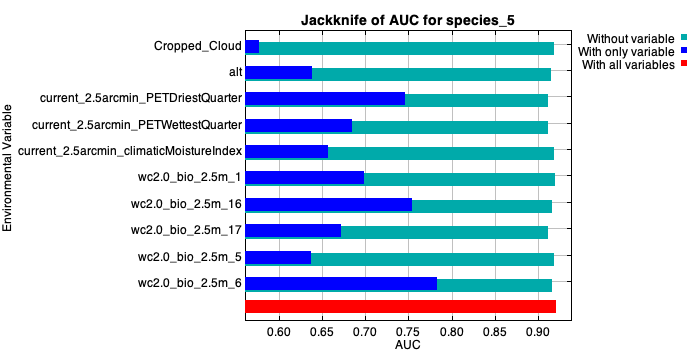 Jackknife of AUC for species_5
Without variable
With only variable
With all variables
Environmental Variable
Cropped_Cloud
alt
current_2.5arcmin_PETDriestQuarter
current_2.5arcmin_PETWettestQuarter
current_2.5arcmin_climaticMoistureIndex
wc2.0_bio_2.5m_1
wc2.0_bio_2.5m_16
wc2.0_bio_2.5m_17
wc2.0_bio_2.5m_5
wc2.0_bio_2.5m_6
0.60 0.65 0.70 0.75 0.80 0.85 0.90
AUC